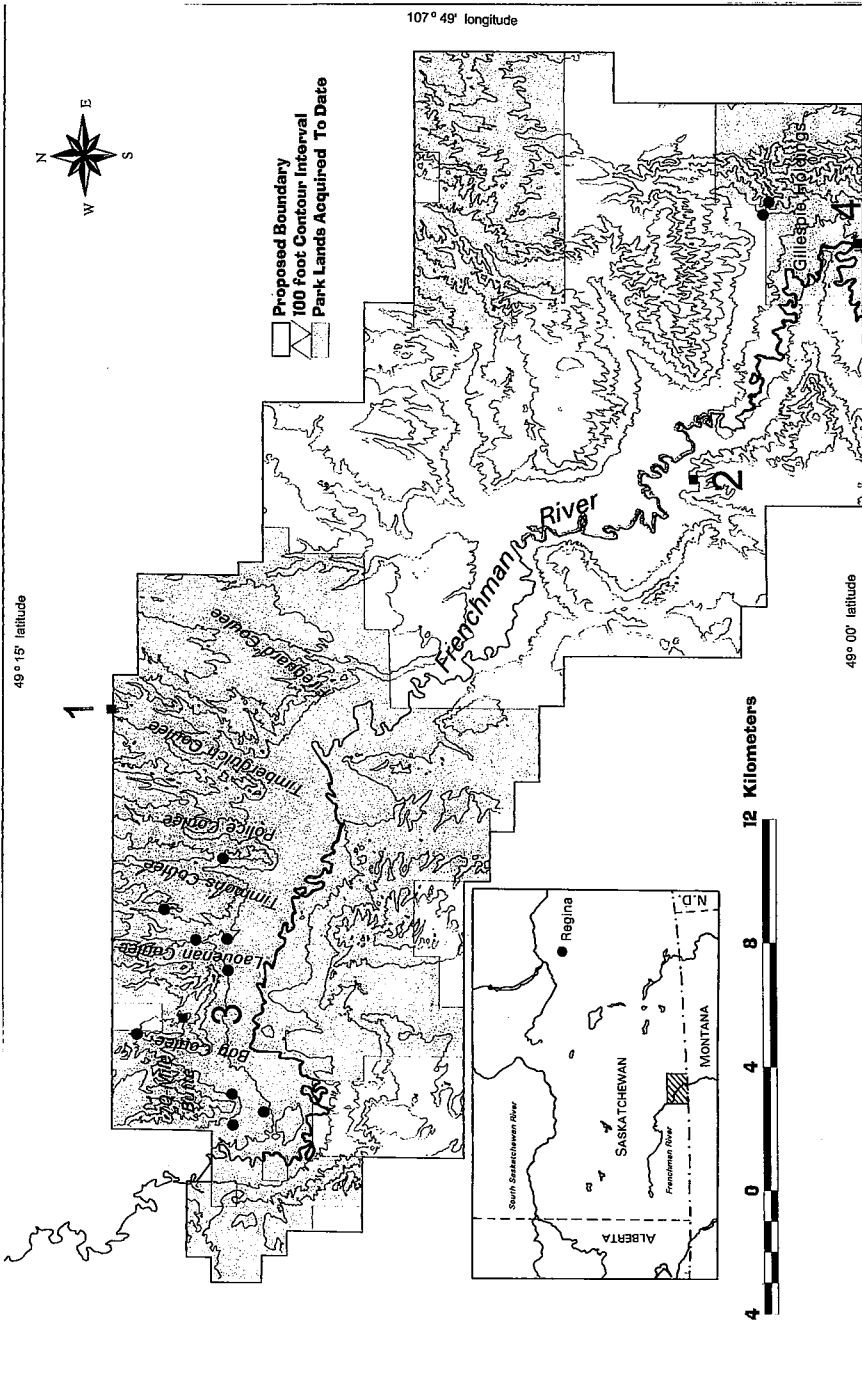 107° 49' longitude
N
E
S
W
Proposed Boundary
100 foot Contour Interval
Park Lands Acquired To Date
49° 15' latitude
1
Timbergulch Coulee
Police Coulee
Timmons Coulee
Laouenan Coulee
3
Bog Coulee
Butte
Frenchman River
2
Gillespie Holdings
4
49° 00' latitude
Regina
N.D.
South Saskatchewan River
SASKATCHEWAN
Frenchman River
MONTANA
ALBERTA
4 0 4 8 12 Kilometers